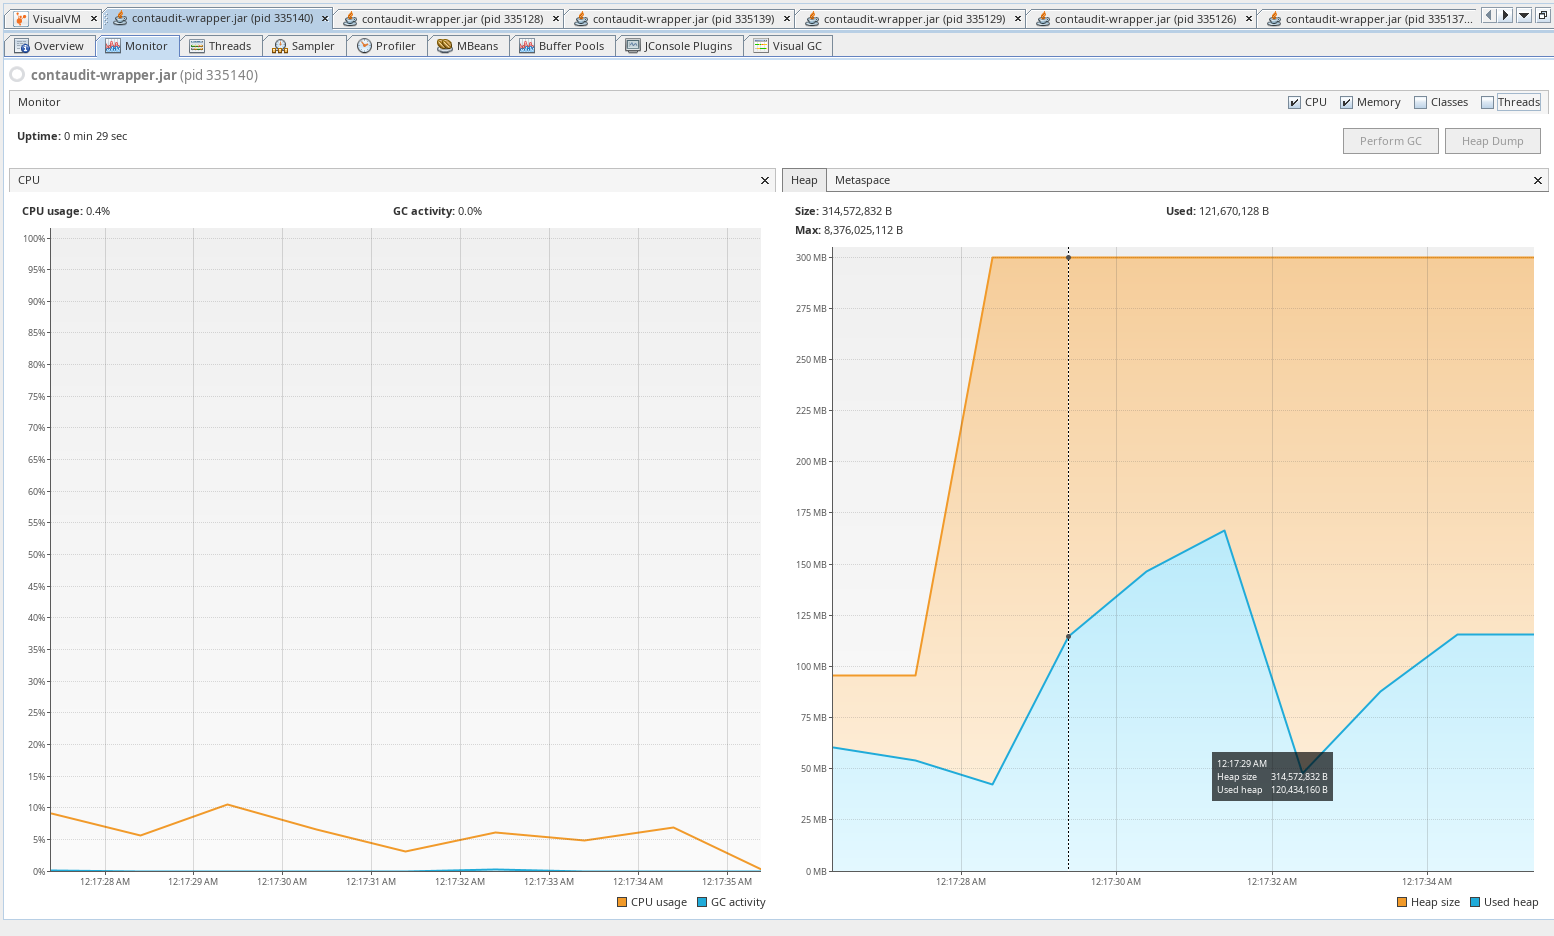 VisualVM
contaudit-wrapper.jar (pid 335140)
contaudit-wrapper.jar (pid 335128)
contaudit-wrapper.jar (pid 335139)
contaudit-wrapper.jar (pid 335129)
contaudit-wrapper.jar (pid 335126)
contaudit-wrapper.jar (pid 335137...
Overview
Monitor
Threads
Sampler
Profiler
MBeans
Buffer Pools
JConsole Plugins
Visual GC
contaudit-wrapper.jar (pid 335140)
Monitor
CPU
Memory
Classes
Threads
Uptime: 0 min 29 sec
Perform GC
Heap Dump
CPU
CPU usage: 0.4%
GC activity: 0.0%
100%
95%
90%
85%
80%
75%
70%
65%
60%
55%
50%
45%
40%
35%
30%
25%
20%
15%
10%
5%
0%
12:17:28 AM
12:17:29 AM
12:17:30 AM
12:17:31 AM
12:17:32 AM
12:17:33 AM
12:17:34 AM
12:17:35 AM
CPU usage
GC activity
Heap
Metaspace
Size: 314,572,832 B
Used: 121,670,128 B
Max: 8,376,025,112 B
300 MB
275 MB
250 MB
225 MB
200 MB
175 MB
150 MB
125 MB
100 MB
75 MB
50 MB
25 MB
0 MB
12:17:29 AM
Heap size 314,572,832 B
Used heap 120,434,160 B
12:17:28 AM
12:17:30 AM
12:17:32 AM
12:17:34 AM
Heap size
Used heap